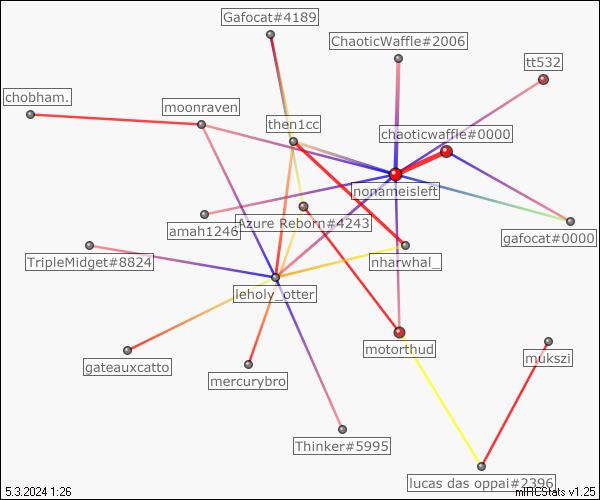 Gafocat#4189
ChaoticWaffle#2006
tt532
chobham.
moonraven
then1cc
chaoticwaffle#0000
nonameisleft
amah1246
Azure Reborn#4243
gafocat#0000
TripleMidget#8824
nharwhal_
leholy_otter
motorthud
mukszi
gateauxcatto
mercurybro
Thinker#5995
lucas das oppai#2396
5.3.2024 1:26
mIRCStats v1.25